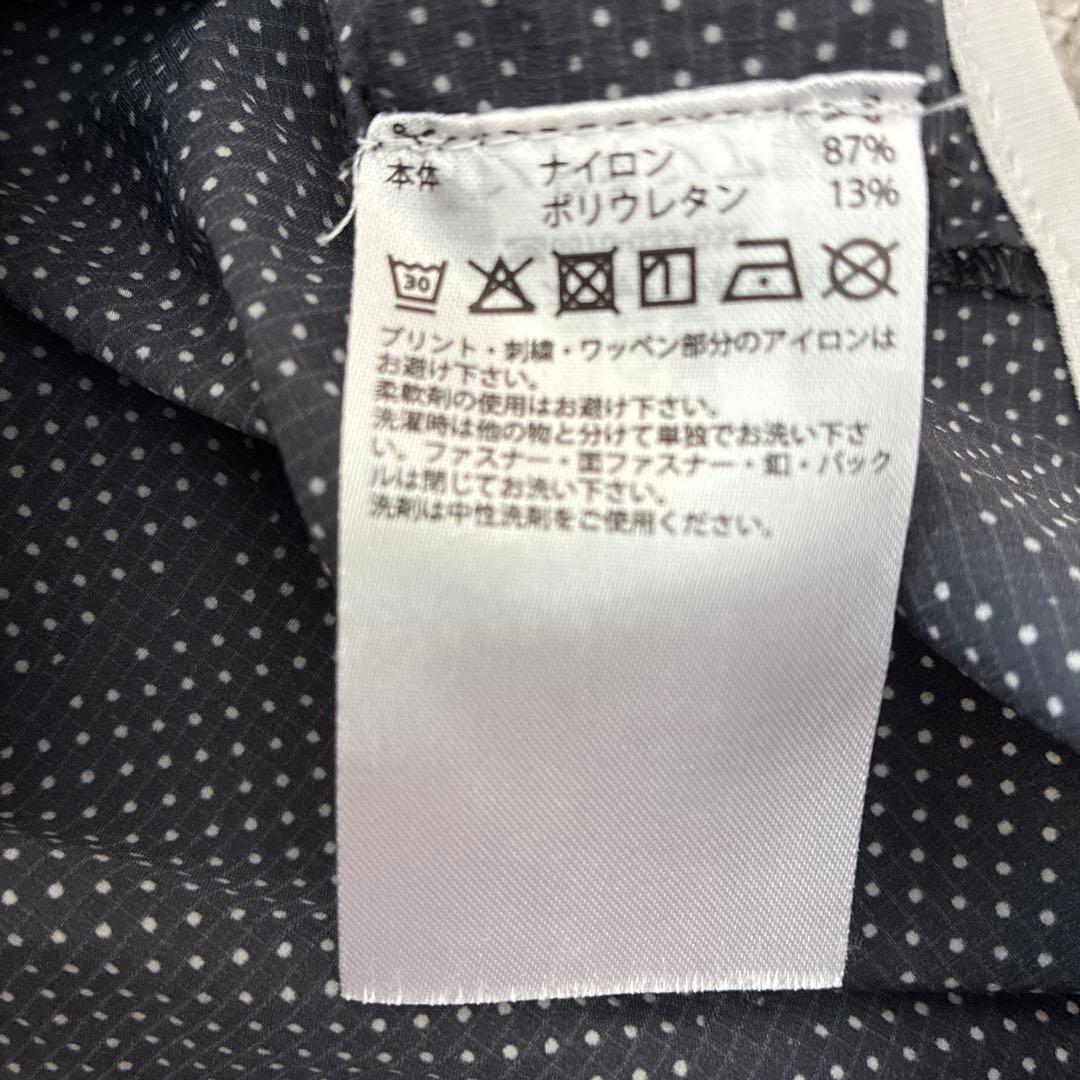 本体 ナイロン 87%
ポリウレタン 13%
30
プリント・刺繍・ワッペン部分のアイロンは
お避け下さい。
柔軟剤の使用はお避け下さい。
洗濯時は他の物と分けて単独でお洗い下さ
い。ファスナー・面ファスナー・釦・バック
ルは閉じてお洗い下さい。
洗剤は中性洗剤をご使用ください。